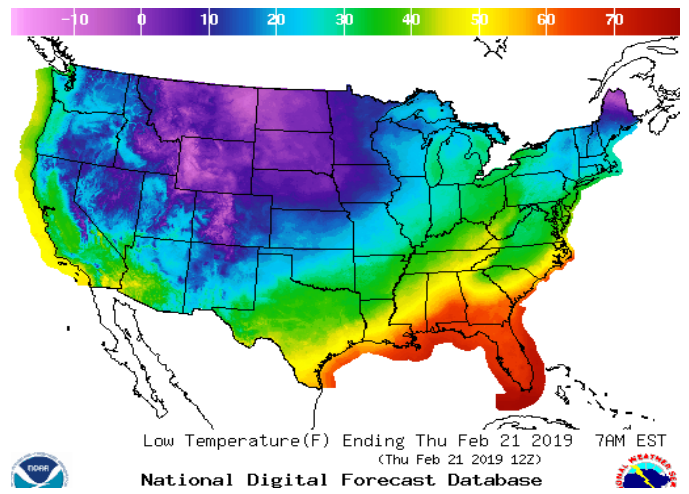 -10 0 10 20 30 40 50 60 70
Low Temperature(F) Ending Thu Feb 21 2019 7AM EST
(Thu Feb 21 2019 12Z)
National Digital Forecast Database
noaa